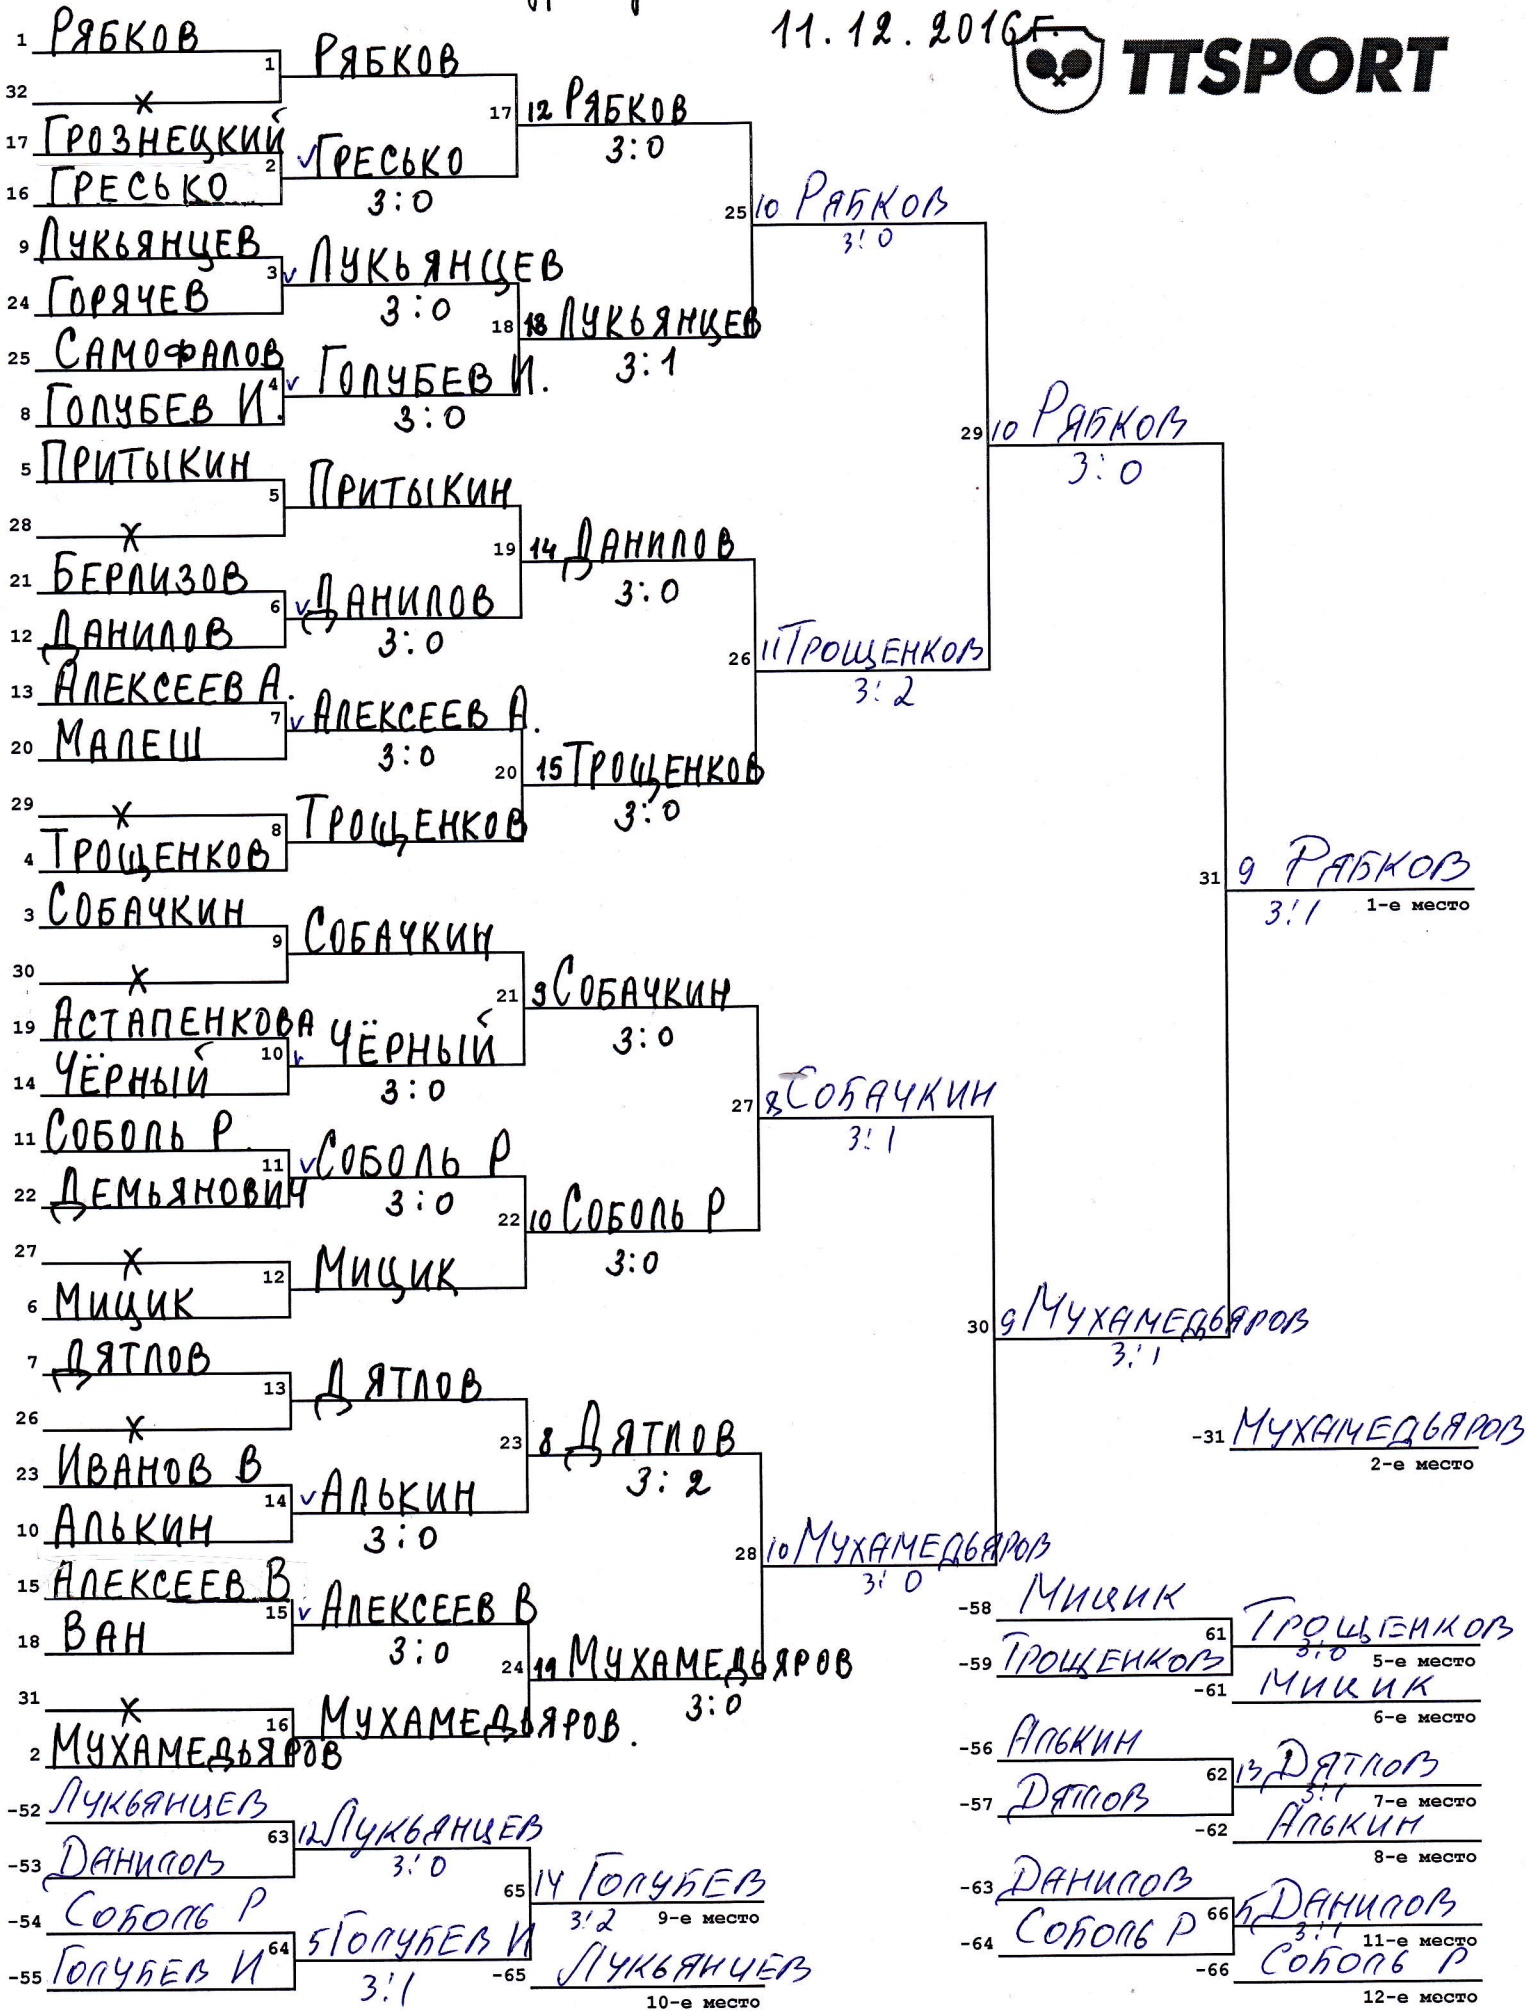 11.12.2016г.
TTSPORT
1 РЯБКОВ
1 РЯБКОВ
32 X
17 12 РЯБКОВ
3:0
17 ГРОЗНЕЦКИЙ
2 ГРЕСЬКО
3:0
16 ГРЕСЬКО
25 10 РЯБКОВ
3:0
9 ЛУКЬЯНЦЕВ
3 ЛУКЬЯНЦЕВ
3:0
24 ГОРЯЧЕВ
18 13 ЛУКЬЯНЦЕВ
3:1
25 САМОФАЛОВ
4 ГОЛУБЕВ И.
3:0
8 ГОЛУБЕВ И.
29 10 РЯБКОВ
3:0
5 ПРИТЫКИН
5 ПРИТЫКИН
28 X
19 14 ДАНИЛОВ
3:0
21 БЕРЛИЗОВ
6 ДАНИЛОВ
3:0
12 ДАНИЛОВ
26 11 ТРОЩЕНКОВ
3:2
13 АЛЕКСЕЕВ А.
7 АЛЕКСЕЕВ А.
3:0
20 МАЛЕШ
20 15 ТРОЩЕНКОВ
3:0
29 X
8 ТРОЩЕНКОВ
4 ТРОЩЕНКОВ
31 9 РЯБКОВ
3:1 1-е место
3 СОБАЧКИН
9 СОБАЧКИН
30 X
21 9 СОБАЧКИН
3:0
19 АСТАПЕНКОВА
10 ЧЁРНЫЙ
3:0
14 ЧЁРНЫЙ
27 8 СОБАЧКИН
3:1
11 СОБОЛЬ Р.
11 СОБОЛЬ Р
3:0
22 ДЕМЬЯНОВИЧ
22 10 СОБОЛЬ Р
3:0
27 X
12 МИЦИК
6 МИЦИК
30 9 МУХАМЕДЬЯРОВ
3:1
7 ДЯТЛОВ
13 ДЯТЛОВ
26 X
23 8 ДЯТЛОВ
3:2
-31 МУХАМЕДЬЯРОВ
2-е место
23 ИВАНОВ В
14 АЛЬКИН
3:0
10 АЛЬКИН
28 10 МУХАМЕДЬЯРОВ
3:0
15 АЛЕКСЕЕВ В
15 АЛЕКСЕЕВ В
3:0
18 ВАН
24 11 МУХАМЕДЬЯРОВ
3:0
31 X
16 МУХАМЕДЬЯРОВ.
2 МУХАМЕДЬЯРОВ
-58 МИЦИК
61 ТРОЩЕНКОВ
3:0 5-е место
-59 ТРОЩЕНКОВ
-61 МИЦИК
6-е место
-56 АЛЬКИН
62 13 ДЯТЛОВ
3:1 7-е место
-57 ДЯТЛОВ
-62 АЛЬКИН
8-е место
-52 ЛУКЬЯНЦЕВ
63 12 ЛУКЬЯНЦЕВ
3:0
-53 ДАНИЛОВ
65 14 ГОЛУБЕВ
3:2 9-е место
-54 СОБОЛЬ Р
64 5 ГОЛУБЕВ И
3:1
-55 ГОЛУБЕВ И
-65 ЛУКЬЯНЦЕВ
10-е место
-63 ДАНИЛОВ
66 5 ДАНИЛОВ
3:1 11-е место
-64 СОБОЛЬ Р
-66 СОБОЛЬ Р
12-е место